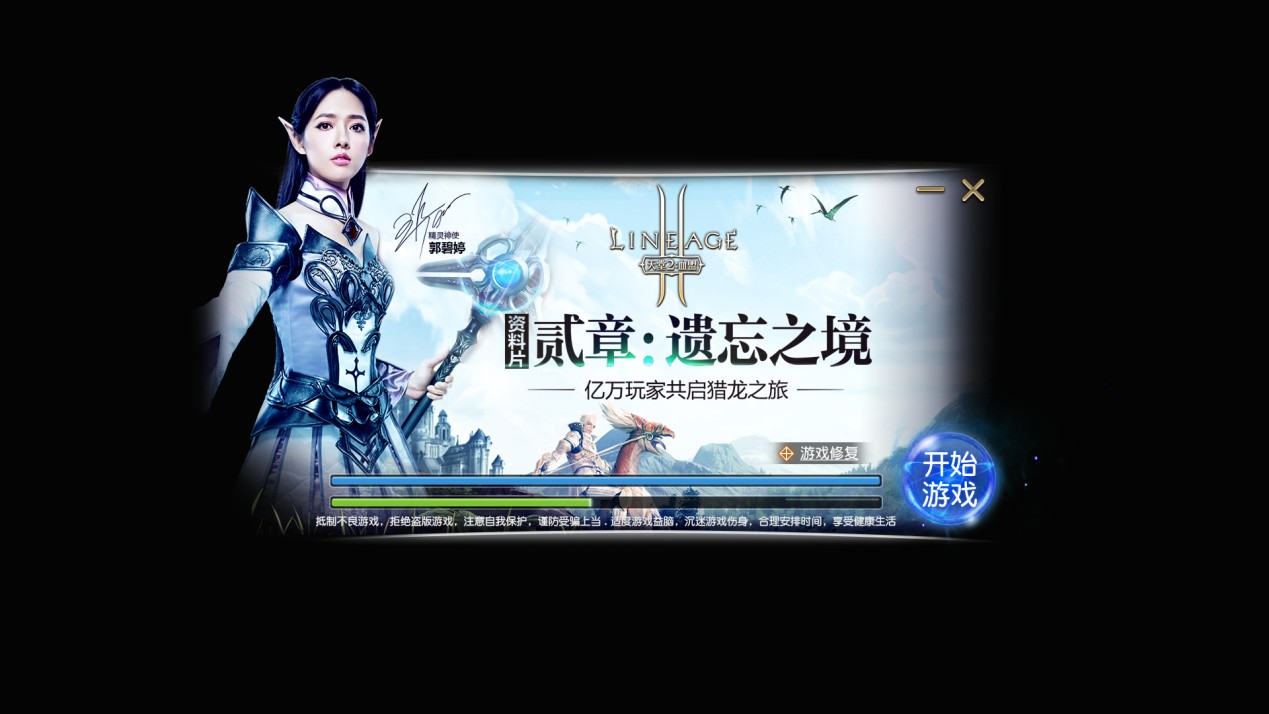 精灵神使
郭碧婷
LINEAGE
II
天堂2:血盟
资料片
贰章:遗忘之境
亿万玩家共启猎龙之旅
游戏修复
开始
游戏
抵制不良游戏，拒绝盗版游戏，注意自我保护，谨防受骗上当．适度游戏益脑，沉迷游戏伤身，合理安排时间，享受健康生活